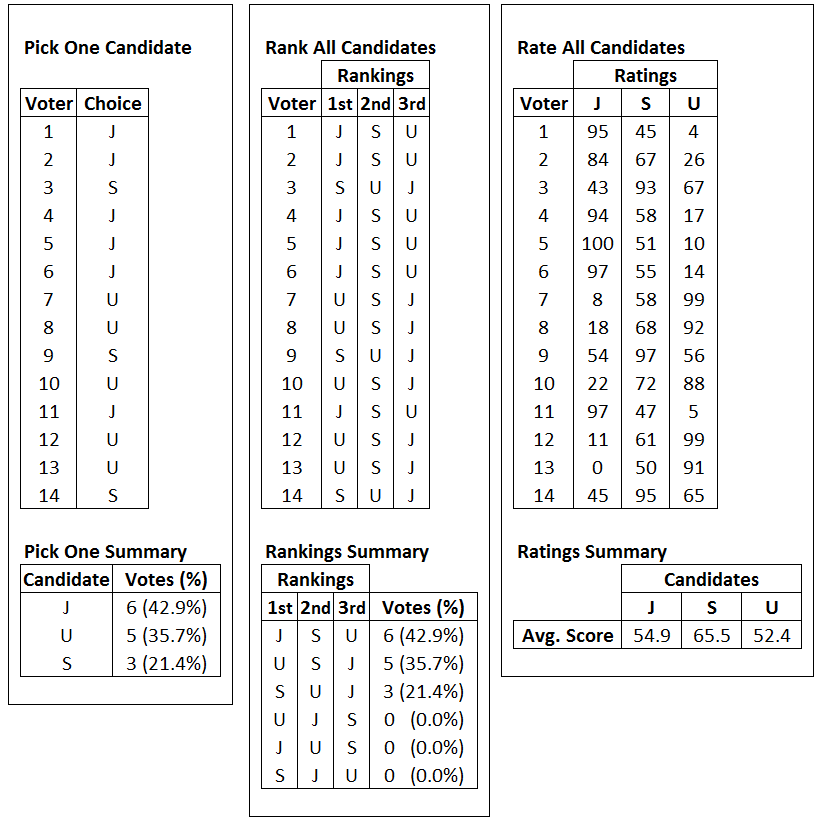 Pick One Candidate
Voter Choice
1 J
2 J
3 S
4 J
5 J
6 J
7 U
8 U
9 S
10 U
11 J
12 U
13 U
14 S
Pick One Summary
Candidate Votes (%)
J 6 (42.9%)
U 5 (35.7%)
S 3 (21.4%)
Rank All Candidates
Rankings
Voter 1st 2nd 3rd
1 J S U
2 J S U
3 S U J
4 J S U
5 J S U
6 J S U
7 U S J
8 U S J
9 S U J
10 U S J
11 J S U
12 U S J
13 U S J
14 S U J
Rankings Summary
Rankings
1st 2nd 3rd Votes (%)
J S U 6 (42.9%)
U S J 5 (35.7%)
S U J 3 (21.4%)
U J S 0 (0.0%)
J U S 0 (0.0%)
S J U 0 (0.0%)
Rate All Candidates
Ratings
Voter J S U
1 95 45 4
2 84 67 26
3 43 93 67
4 94 58 17
5 100 51 10
6 97 55 14
7 8 58 99
8 18 68 92
9 54 97 56
10 22 72 88
11 97 47 5
12 11 61 99
13 0 50 91
14 45 95 65
Ratings Summary
Candidates
J S U
Avg. Score 54.9 65.5 52.4